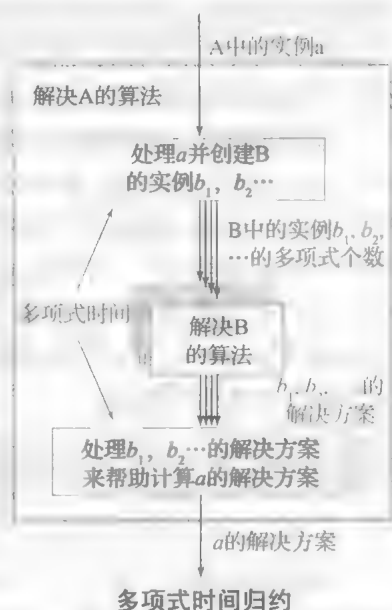 A中的实例a
解决A的算法
处理a并创建B
的实例b₁, b₂…
B中的实例b₁, b₂,
…的多项式个数
多项式时间
解决B
的算法
b₁, b₂, 的
解决方案
处理b₁, b₂…的解决方案
来帮助计算a的解决方案
a的解决方案
多项式时间归约